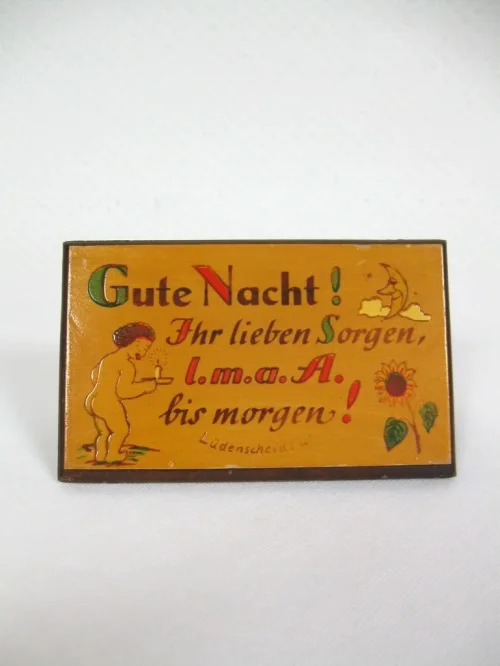 Gute Nacht!
Ihr lieben Sorgen,
l.m.a.A.
bis morgen!
Lüdenscheid